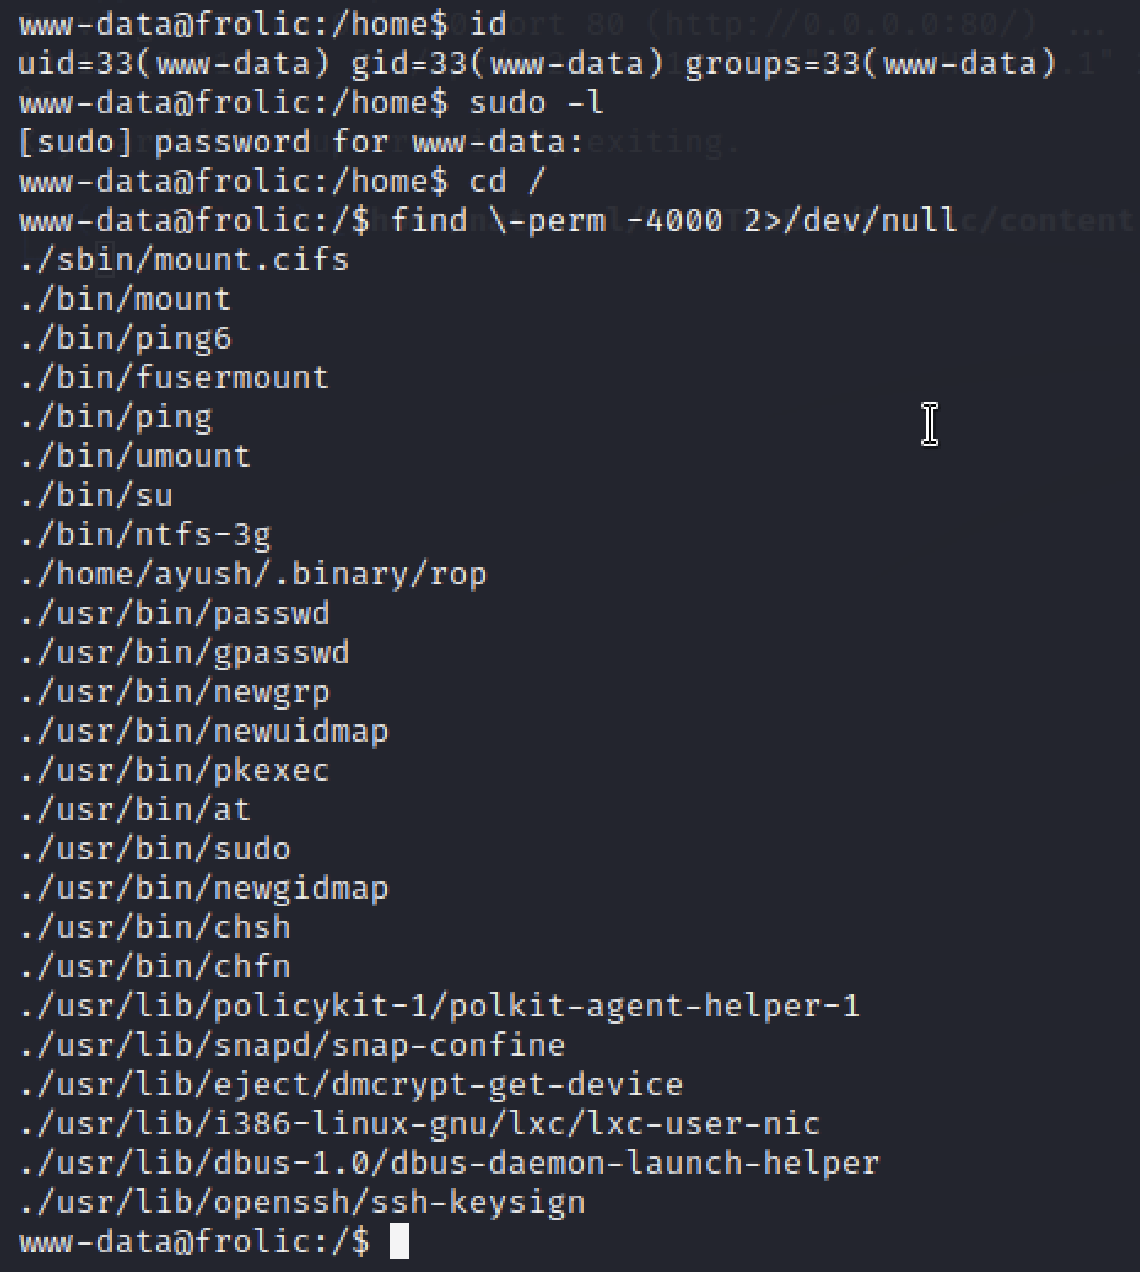 www-data@frolic:/home$ id
uid=33(www-data) gid=33(www-data) groups=33(www-data)
www-data@frolic:/home$ sudo -l
[sudo] password for www-data:
www-data@frolic:/home$ cd /
www-data@frolic:/$ find \-perm -4000 2>/dev/null
./sbin/mount.cifs
./bin/mount
./bin/ping6
./bin/fusermount
./bin/ping
./bin/umount
./bin/su
./bin/ntfs-3g
./home/ayush/.binary/rop
./usr/bin/passwd
./usr/bin/gpasswd
./usr/bin/newgrp
./usr/bin/newuidmap
./usr/bin/pkexec
./usr/bin/at
./usr/bin/sudo
./usr/bin/newgidmap
./usr/bin/chsh
./usr/bin/chfn
./usr/lib/policykit-1/polkit-agent-helper-1
./usr/lib/snapd/snap-confine
./usr/lib/eject/dmcrypt-get-device
./usr/lib/i386-linux-gnu/lxc/lxc-user-nic
./usr/lib/dbus-1.0/dbus-daemon-launch-helper
./usr/lib/openssh/ssh-keysign
www-data@frolic:/$